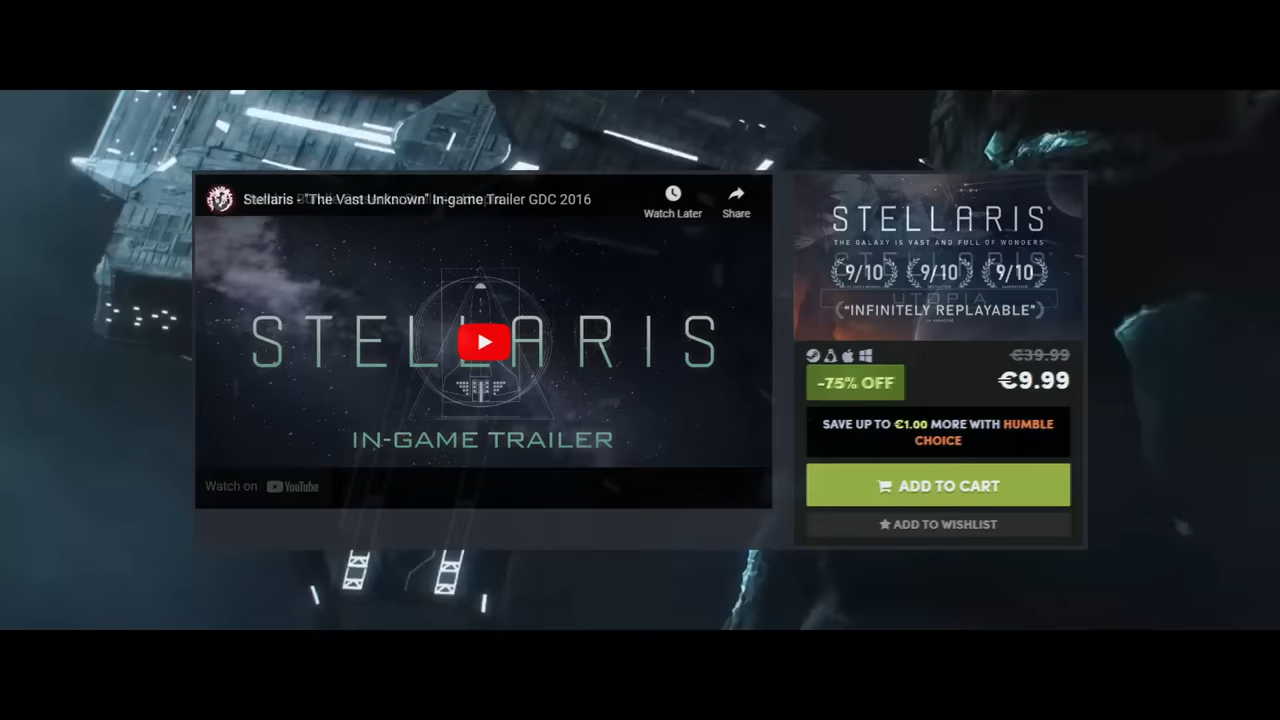 Stellaris - "The Vast Unknown" In-game Trailer GDC 2016
Watch Later
Share
STELLARIS
IN-GAME TRAILER
Watch on YouTube
STELLARIS
THE GALAXY IS VAST AND FULL OF WONDERS
9/10 9/10 9/10
UTOPIA
"INFINITELY REPLAYABLE"
€39.99
-75% OFF
€9.99
SAVE UP TO €1.00 MORE WITH HUMBLE
CHOICE
ADD TO CART
ADD TO WISHLIST